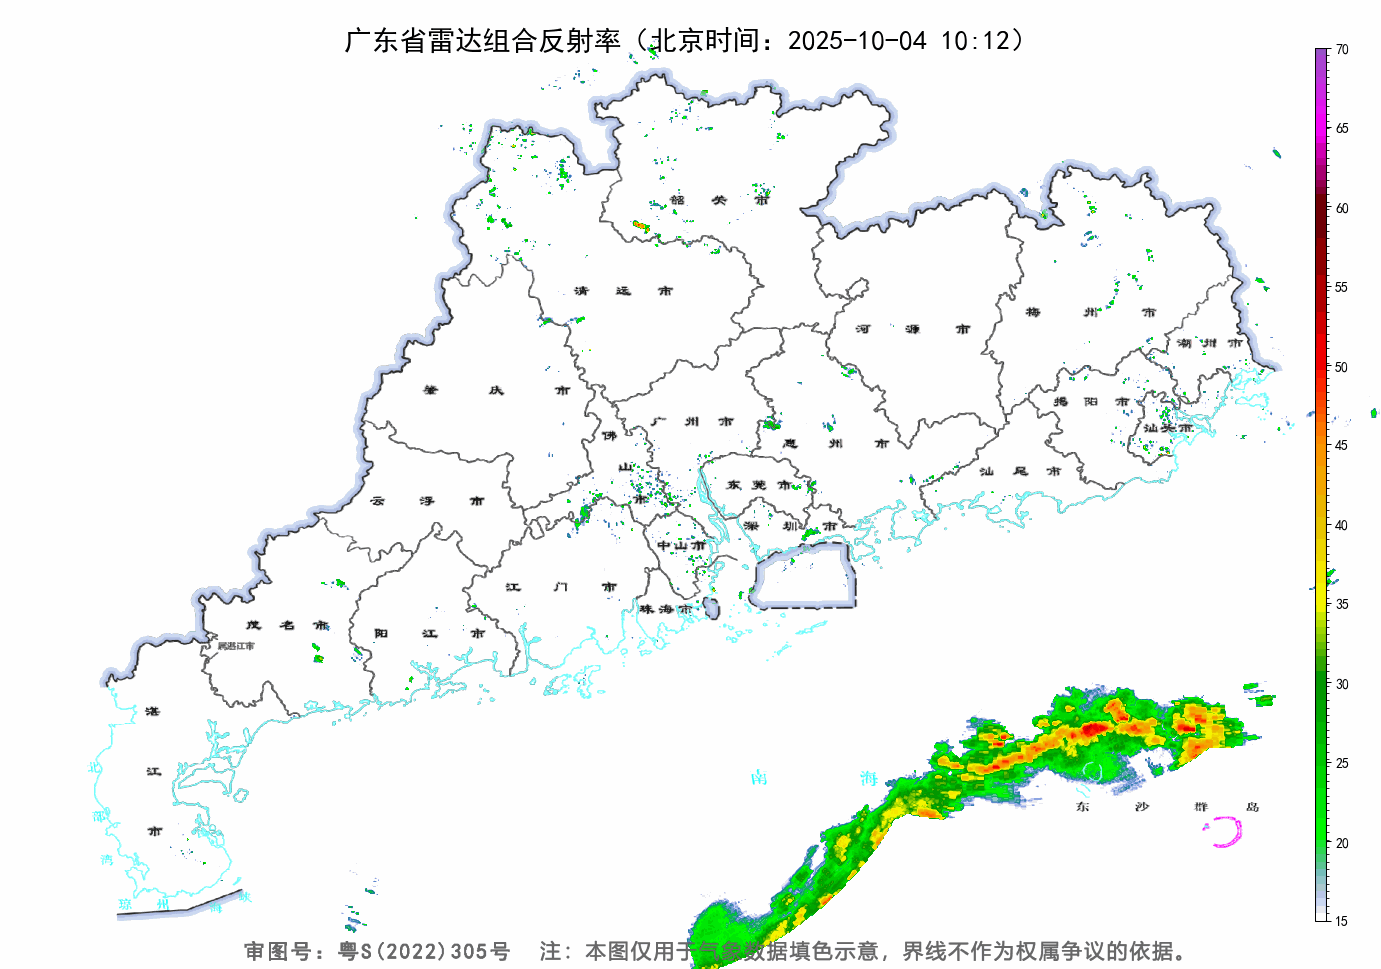 广东省雷达组合反射率（北京时间：2025-10-04 10:12）
70
65
60
55
50
45
40
35
30
25
20
15
韶关市
清远市
河源市
梅州市
潮州市
肇庆市
广州市
佛山市
惠州市
揭阳市
汕头市
汕尾市
云浮市
东莞市
深圳市
中山市
江门市
珠海市
茂名市
阳江市
属湛江市
湛江市
北部湾
琼州海峡
南海
东沙群岛
审图号：粤S(2022)305号 注：本图仅用于气象数据填色示意，界线不作为权属争议的依据。